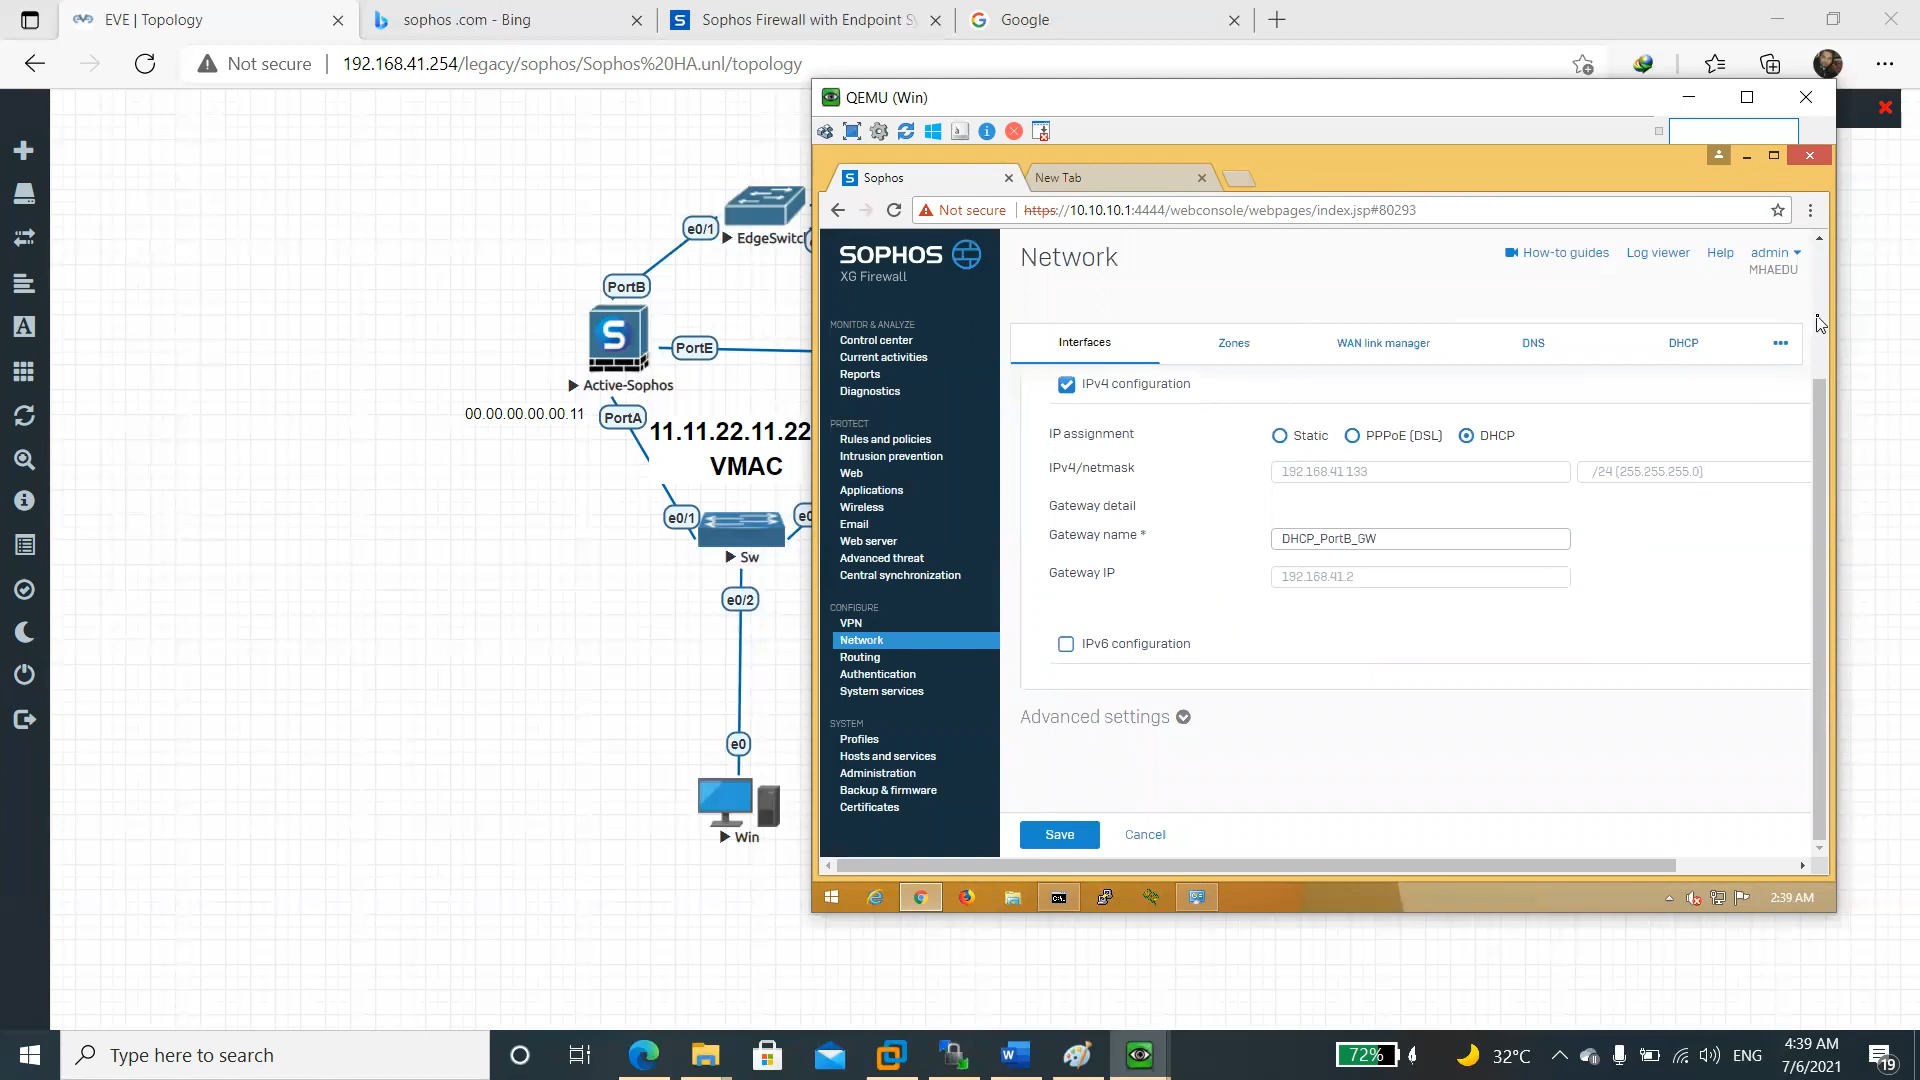 EVE | Topology
sophos .com - Bing
Sophos Firewall with Endpoint S
Google
Not secure
192.168.41.254/legacy/sophos/Sophos%20HA.unl/topology
QEMU (Win)
Sophos
New Tab
Not secure
https://10.10.10.1:4444/webconsole/webpages/index.jsp#80293
SOPHOS
XG Firewall
Network
How-to guides
Log viewer
Help
admin
MHAEDU
Interfaces
Zones
WAN link manager
DNS
DHCP
MONITOR & ANALYZE
Control center
Current activities
Reports
Diagnostics
PROTECT
Rules and policies
Intrusion prevention
Web
Applications
Wireless
Email
Web server
Advanced threat
Central synchronization
CONFIGURE
VPN
Network
Routing
Authentication
System services
SYSTEM
Profiles
Hosts and services
Administration
Backup & firmware
Certificates
IPv4 configuration
IP assignment
Static
PPPoE (DSL)
DHCP
IPv4/netmask
192.168.41.133
/24 (255.255.255.0)
Gateway detail
Gateway name *
DHCP_PortB_GW
Gateway IP
192.168.41.2
IPv6 configuration
Advanced settings
Save
Cancel
2:39 AM
e0/1
EdgeSwitc
PortB
S
PortE
Active-Sophos
00.00.00.00.00.11
PortA
11.11.22.11.22
VMAC
e0/1
e0
Sw
e0/2
e0
Win
Type here to search
72%
32°C
ENG
4:39 AM
7/6/2021
19